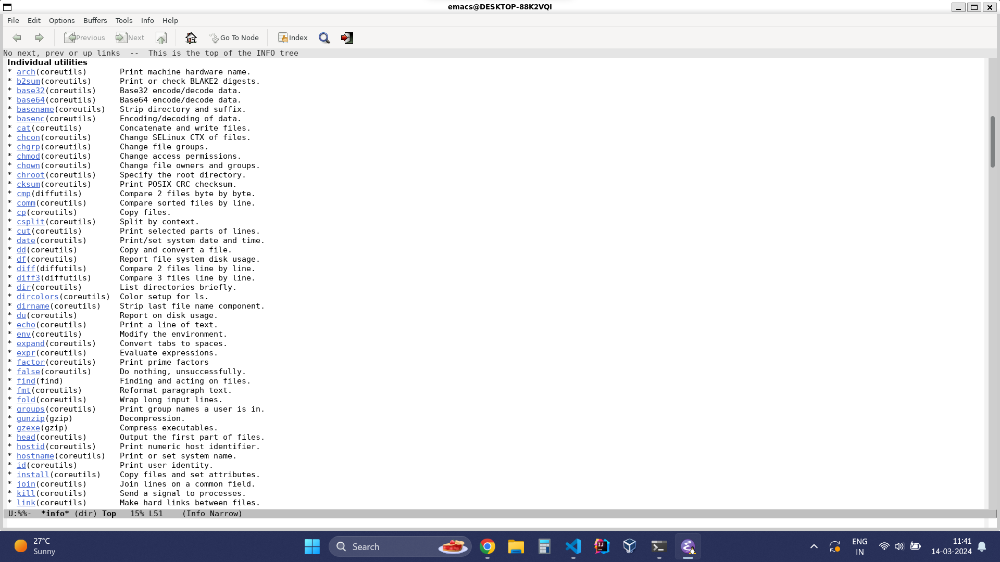 emacs@DESKTOP-88K2VQI
File Edit Options Buffers Tools Info Help
Previous Next Go To Node Index
No next, prev or up links -- This is the top of the INFO tree
Individual utilities
* arch(coreutils) Print machine hardware name.
* b2sum(coreutils) Print or check BLAKE2 digests.
* base32(coreutils) Base32 encode/decode data.
* base64(coreutils) Base64 encode/decode data.
* basename(coreutils) Strip directory and suffix.
* basenc(coreutils) Encoding/decoding of data.
* cat(coreutils) Concatenate and write files.
* chcon(coreutils) Change SELinux CTX of files.
* chgrp(coreutils) Change file groups.
* chmod(coreutils) Change access permissions.
* chown(coreutils) Change file owners and groups.
* chroot(coreutils) Specify the root directory.
* cksum(coreutils) Print POSIX CRC checksum.
* cmp(diffutils) Compare 2 files byte by byte.
* comm(coreutils) Compare sorted files by line.
* cp(coreutils) Copy files.
* csplit(coreutils) Split by context.
* cut(coreutils) Print selected parts of lines.
* date(coreutils) Print/set system date and time.
* dd(coreutils) Copy and convert a file.
* df(coreutils) Report file system disk usage.
* diff(diffutils) Compare 2 files line by line.
* diff3(diffutils) Compare 3 files line by line.
* dir(coreutils) List directories briefly.
* dircolors(coreutils) Color setup for ls.
* dirname(coreutils) Strip last file name component.
* du(coreutils) Report on disk usage.
* echo(coreutils) Print a line of text.
* env(coreutils) Modify the environment.
* expand(coreutils) Convert tabs to spaces.
* expr(coreutils) Evaluate expressions.
* factor(coreutils) Print prime factors
* false(coreutils) Do nothing, unsuccessfully.
* find(find) Finding and acting on files.
* fmt(coreutils) Reformat paragraph text.
* fold(coreutils) Wrap long input lines.
* groups(coreutils) Print group names a user is in.
* gunzip(gzip) Decompression.
* gzexe(gzip) Compress executables.
* head(coreutils) Output the first part of files.
* hostid(coreutils) Print numeric host identifier.
* hostname(coreutils) Print or set system name.
* id(coreutils) Print user identity.
* install(coreutils) Copy files and set attributes.
* join(coreutils) Join lines on a common field.
* kill(coreutils) Send a signal to processes.
* link(coreutils) Make hard links between files.
U:%%- *info* (dir) Top 15% L51 (Info Narrow)
27°C
Sunny
Search
IJ
ENG
IN
11:41
14-03-2024